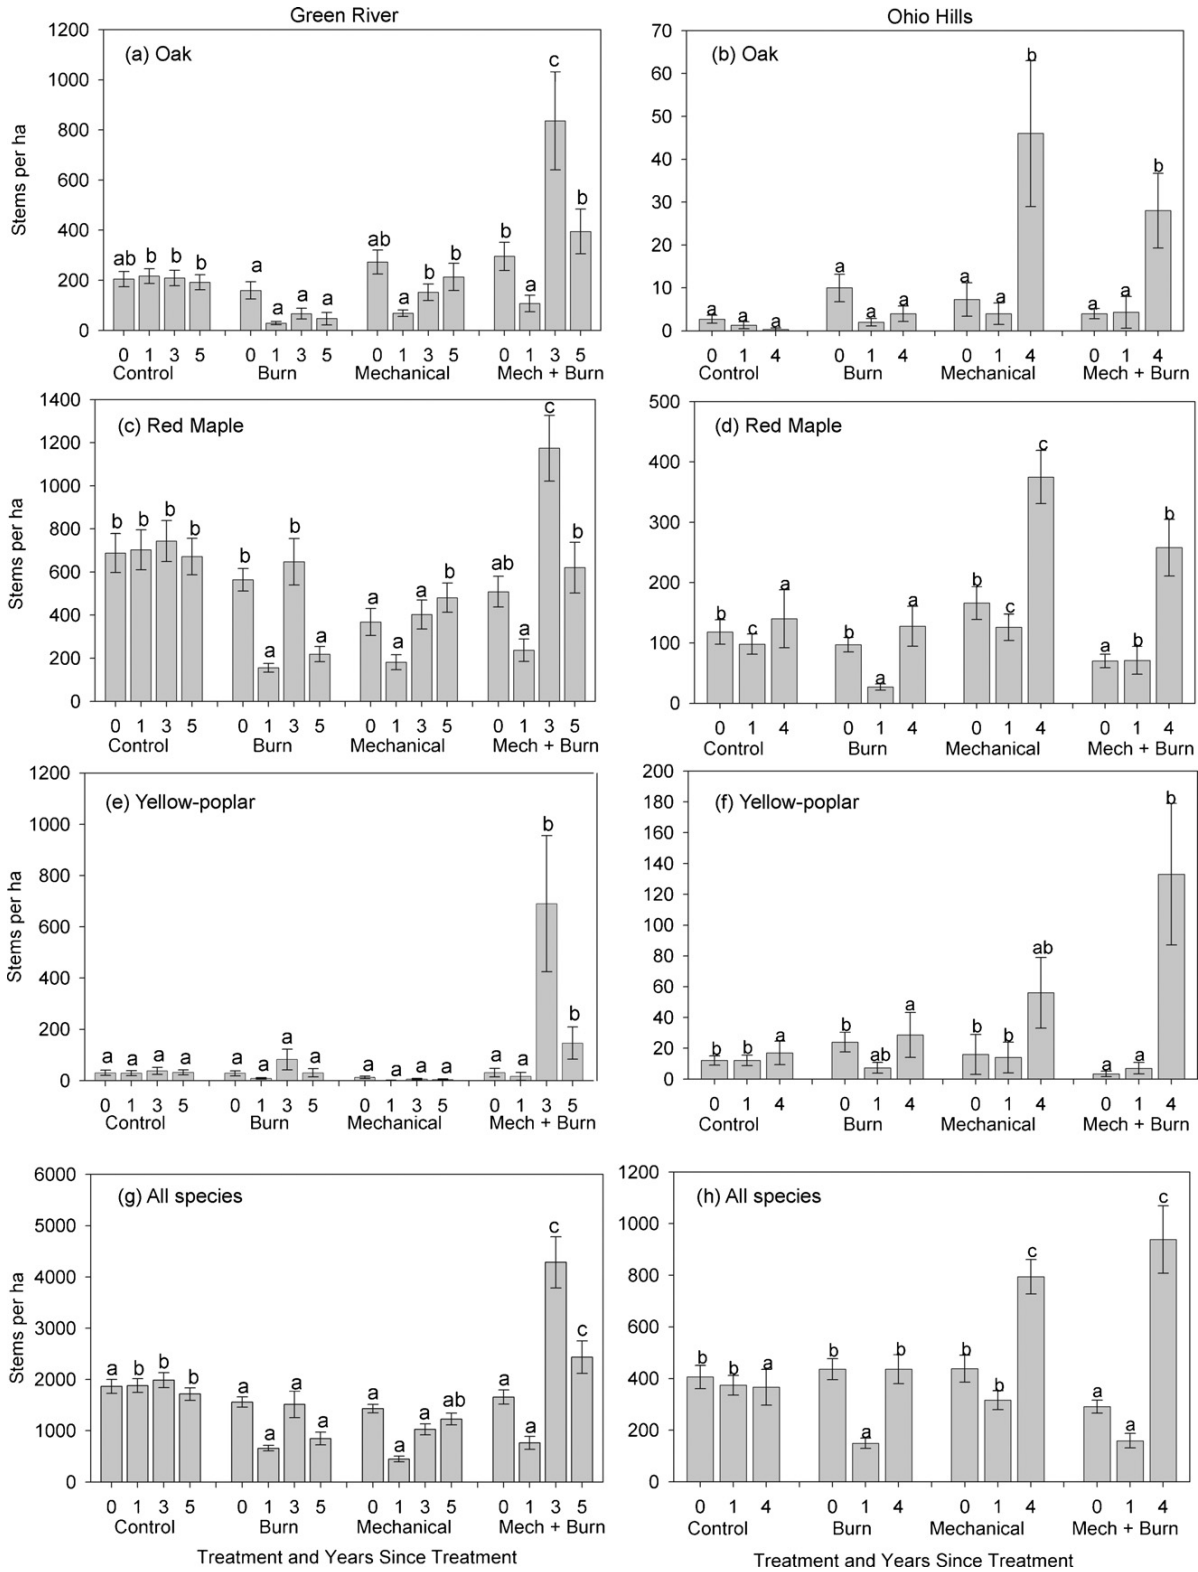 Green River
Ohio Hills
(a) Oak
Stems per ha
1200
1000
800
600
400
200
0
ab b b b
a a a a
ab a b b
b a c b
0 1 3 5 0 1 3 5 0 1 3 5 0 1 3 5
Control Burn Mechanical Mech + Burn
(b) Oak
70
60
50
40
30
20
10
0
a a a
a a a
a a b
a a b
0 1 4 0 1 4 0 1 4 0 1 4
Control Burn Mechanical Mech + Burn
(c) Red Maple
Stems per ha
1400
1200
1000
800
600
400
200
0
b b b b
b a b a
a a a b
ab a c b
0 1 3 5 0 1 3 5 0 1 3 5 0 1 3 5
Control Burn Mechanical Mech + Burn
(d) Red Maple
500
400
300
200
100
0
b c a
b a a
b c c
a b b
0 1 4 0 1 4 0 1 4 0 1 4
Control Burn Mechanical Mech + Burn
(e) Yellow-poplar
Stems per ha
1200
1000
800
600
400
200
0
a a a a
a a a a
a a a a
a a b b
0 1 3 5 0 1 3 5 0 1 3 5 0 1 3 5
Control Burn Mechanical Mech + Burn
(f) Yellow-poplar
200
180
160
140
120
100
80
60
40
20
0
b b a
b ab a
b b ab
a a b
0 1 4 0 1 4 0 1 4 0 1 4
Control Burn Mechanical Mech + Burn
(g) All species
Stems per ha
6000
5000
4000
3000
2000
1000
0
a b b b
a a a a
a a a ab
a a c c
0 1 3 5 0 1 3 5 0 1 3 5 0 1 3 5
Control Burn Mechanical Mech + Burn
Treatment and Years Since Treatment
(h) All species
1200
1000
800
600
400
200
0
b b a
b a b
b b c
a a c
0 1 4 0 1 4 0 1 4 0 1 4
Control Burn Mechanical Mech + Burn
Treatment and Years Since Treatment